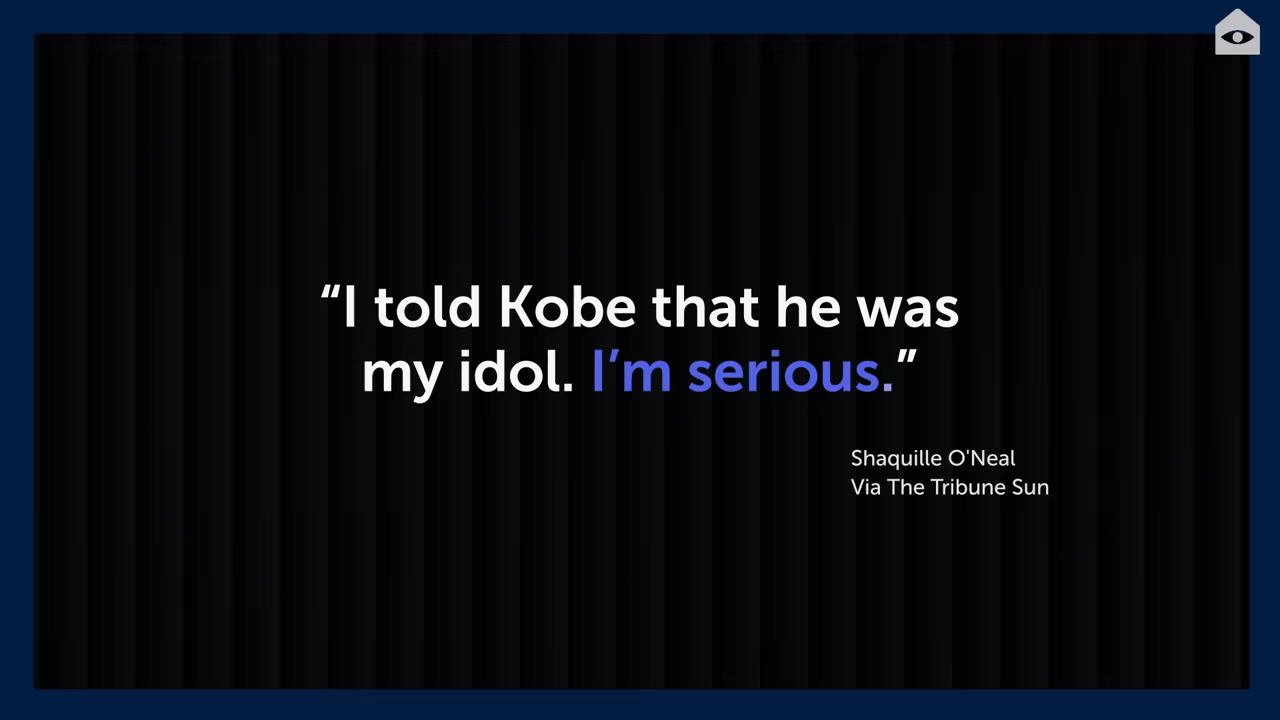 “I told Kobe that he was
my idol. I’m serious.”
Shaquille O'Neal
Via The Tribune Sun